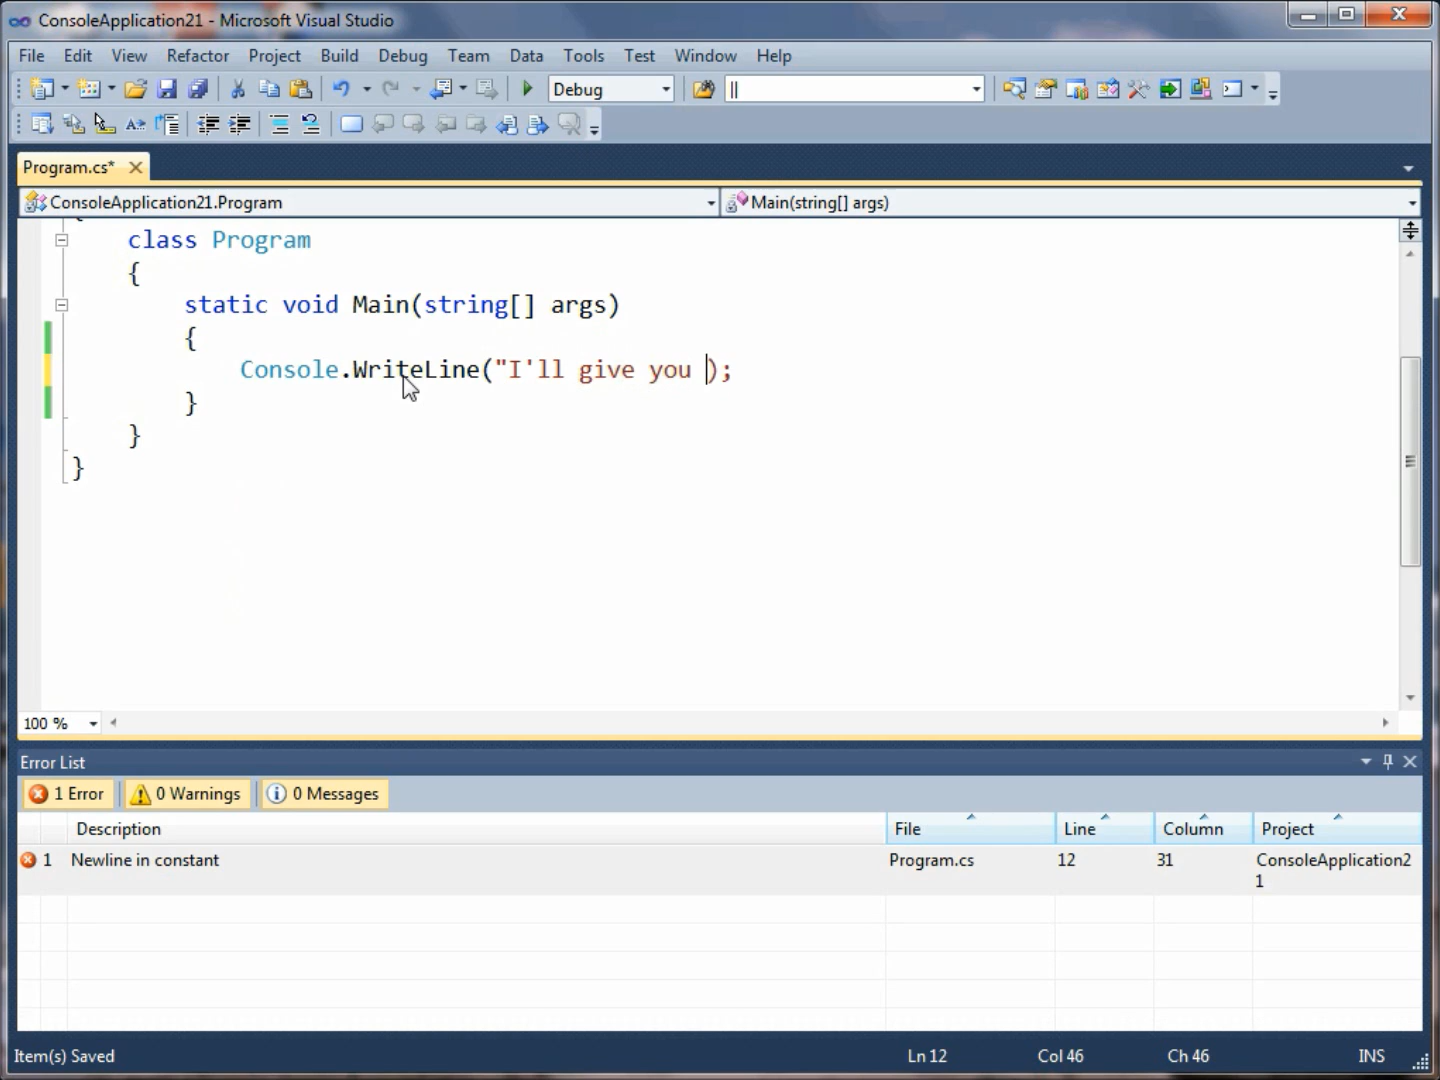 ConsoleApplication21 - Microsoft Visual Studio
File Edit View Refactor Project Build Debug Team Data Tools Test Window Help
Debug ||
Program.cs*
ConsoleApplication21.Program Main(string[] args)
{
class Program
{
static void Main(string[] args)
{
Console.WriteLine("I'll give you );
}
}
}
100 %
Error List
1 Error 0 Warnings 0 Messages
Description File Line Column Project
1 Newline in constant Program.cs 12 31 ConsoleApplication2
1
Item(s) Saved Ln 12 Col 46 Ch 46 INS